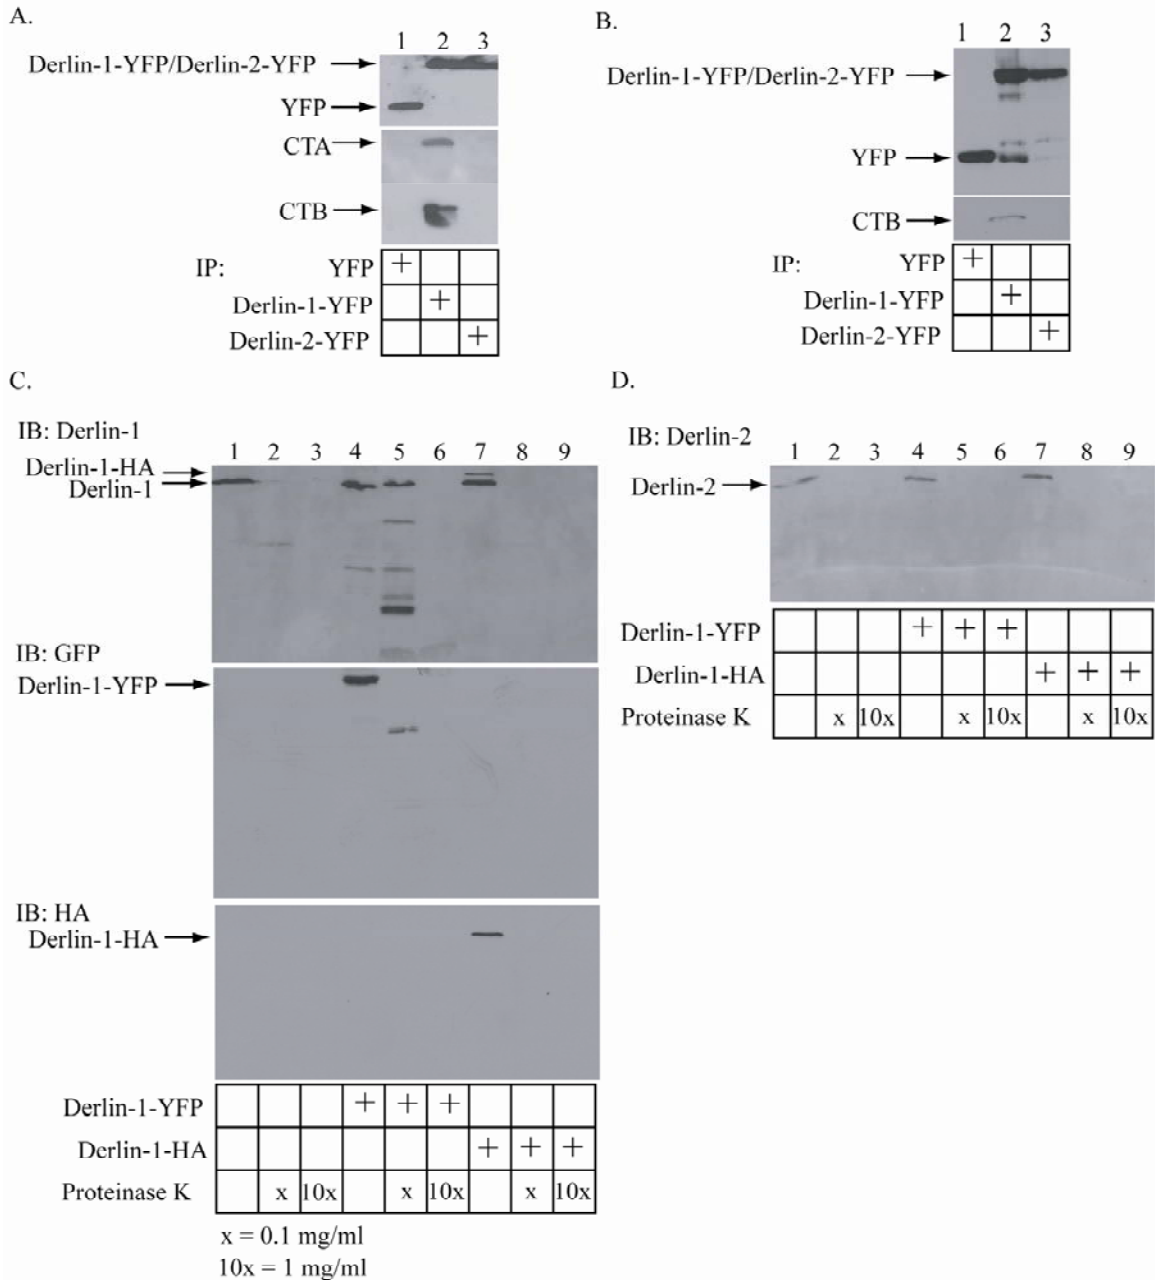 A.
1 2 3
Derlin-1-YFP/Derlin-2-YFP
YFP
CTA
CTB
IP: YFP +
Derlin-1-YFP +
Derlin-2-YFP +
B.
1 2 3
Derlin-1-YFP/Derlin-2-YFP
YFP
CTB
IP: YFP +
Derlin-1-YFP +
Derlin-2-YFP +
C.
IB: Derlin-1
1 2 3 4 5 6 7 8 9
Derlin-1-HA
Derlin-1
IB: GFP
Derlin-1-YFP
IB: HA
Derlin-1-HA
Derlin-1-YFP + + +
Derlin-1-HA + + +
Proteinase K x 10x x 10x x 10x
x = 0.1 mg/ml
10x = 1 mg/ml
D.
IB: Derlin-2
1 2 3 4 5 6 7 8 9
Derlin-2
Derlin-1-YFP + + +
Derlin-1-HA + + +
Proteinase K x 10x x 10x x 10x